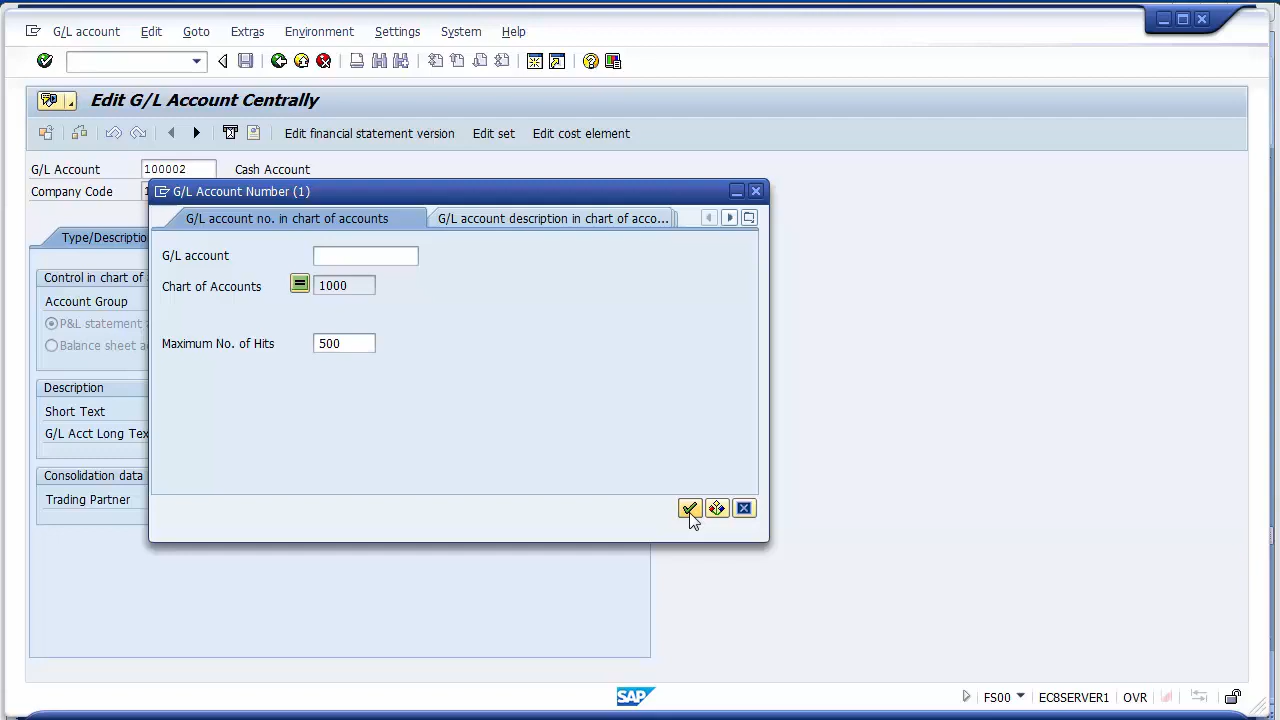 G/L account Edit Goto Extras Environment Settings System Help
Edit G/L Account Centrally
Edit financial statement version Edit set Edit cost element
G/L Account 100002 Cash Account
Company Code
G/L Account Number (1)
G/L account no. in chart of accounts G/L account description in chart of acco...
Type/Descriptio
G/L account
Control in chart of
Chart of Accounts 1000
Account Group
P&L statement
Maximum No. of Hits 500
Balance sheet ac
Description
Short Text
G/L Acct Long Tex
Consolidation data
Trading Partner
SAP
FS00 EC8SERVER1 OVR